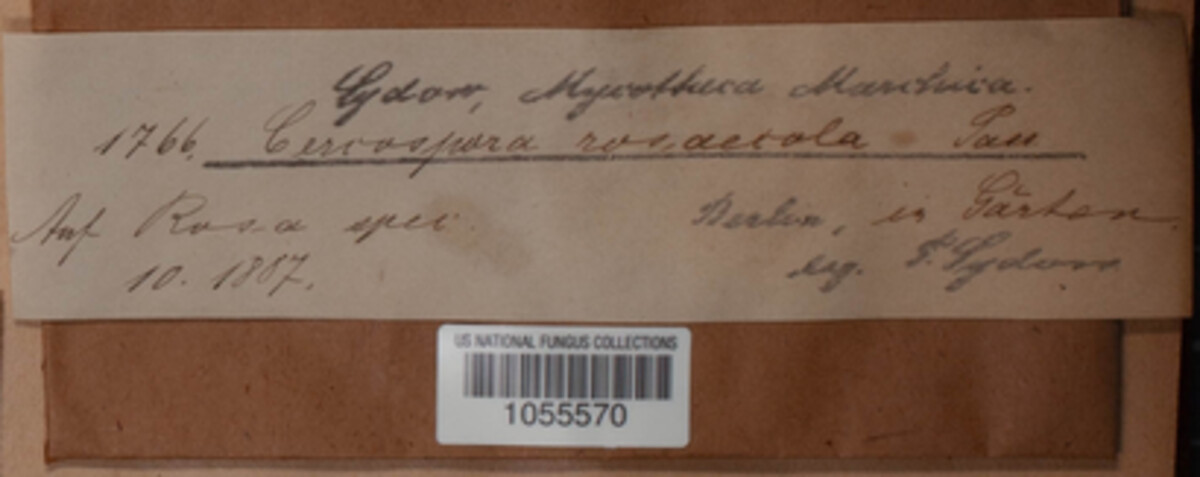 Sydow, Mycotheca Marchica.
1766. Cercospora rosaecola Pass
Auf Rosa spec.
Berlin, in Gärten.
10. 1887.
leg. P. Sydow
US NATIONAL FUNGUS COLLECTIONS
1055570